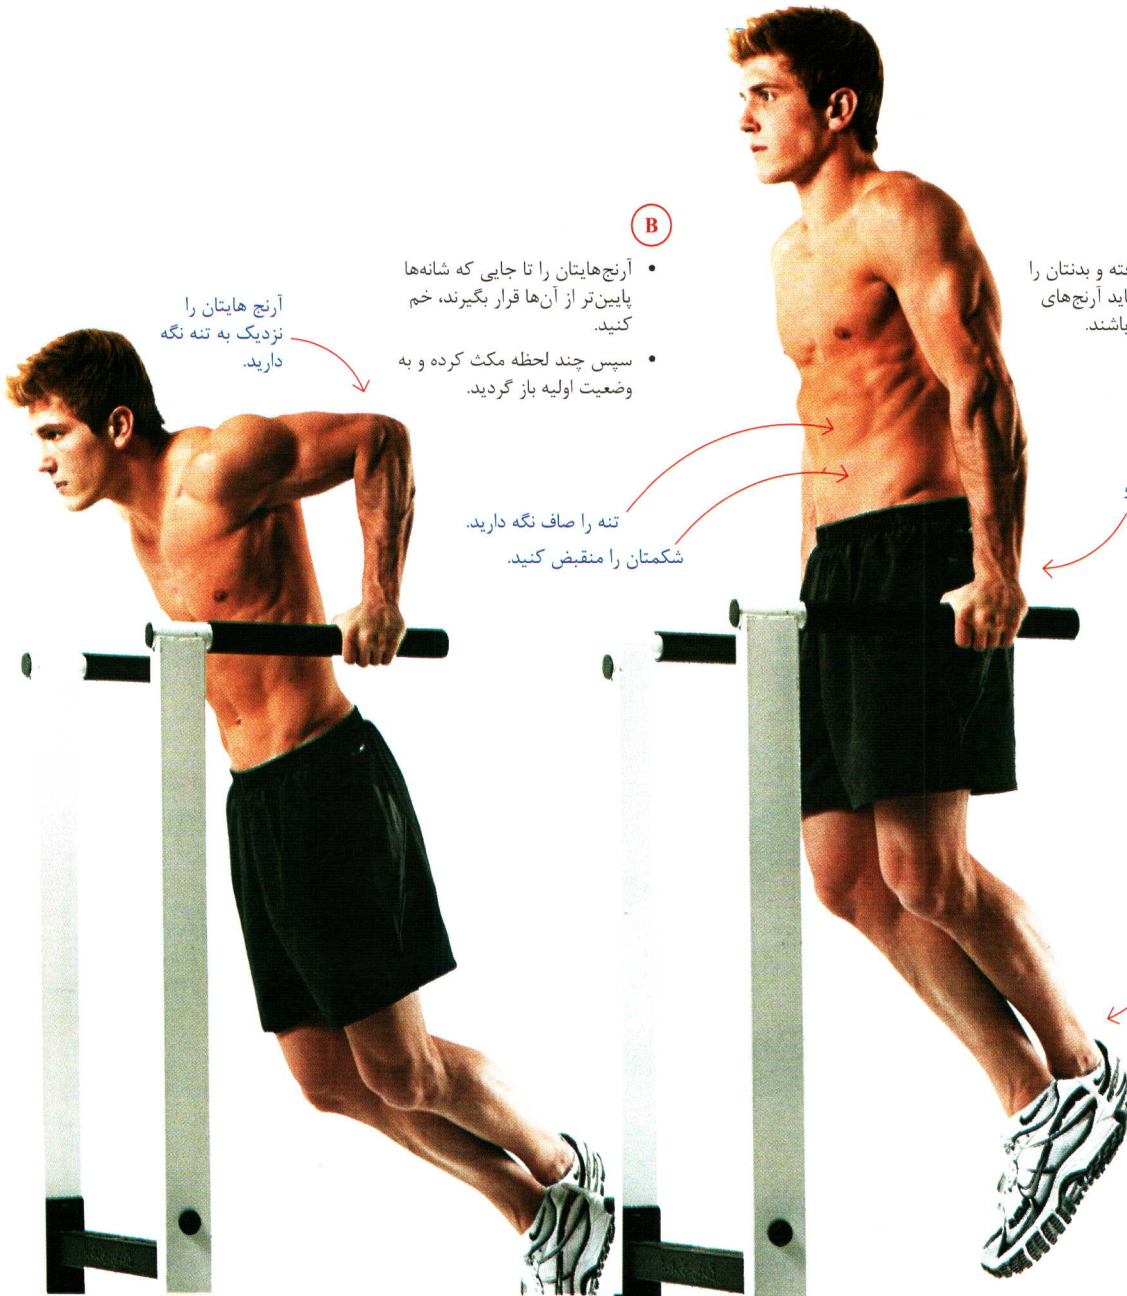 فته و بدنتان را
اید آرنج‌های
باشند.
B
• آرنج‌هایتان را تا جایی که شانه‌ها
پایین‌تر از آن‌ها قرار بگیرند، خم
کنید.
• سپس چند لحظه مکث کرده و به
وضعیت اولیه باز گردید.
آرنج هایتان را
نزدیک به تنه نگه
دارید.
تنه را صاف نگه دارید.
شکمتان را منقبض کنید.